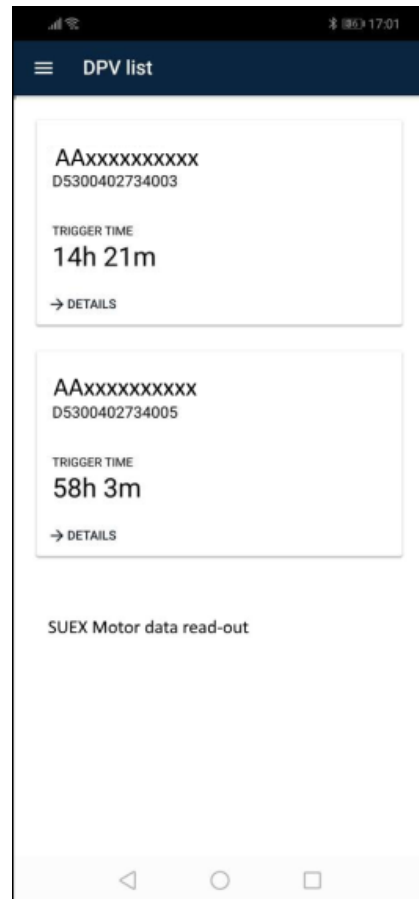 17:01
DPV list
AAxxxxxxxxxx
D5300402734003
TRIGGER TIME
14h 21m
DETAILS
AAxxxxxxxxxx
D5300402734005
TRIGGER TIME
58h 3m
DETAILS
SUEX Motor data read-out